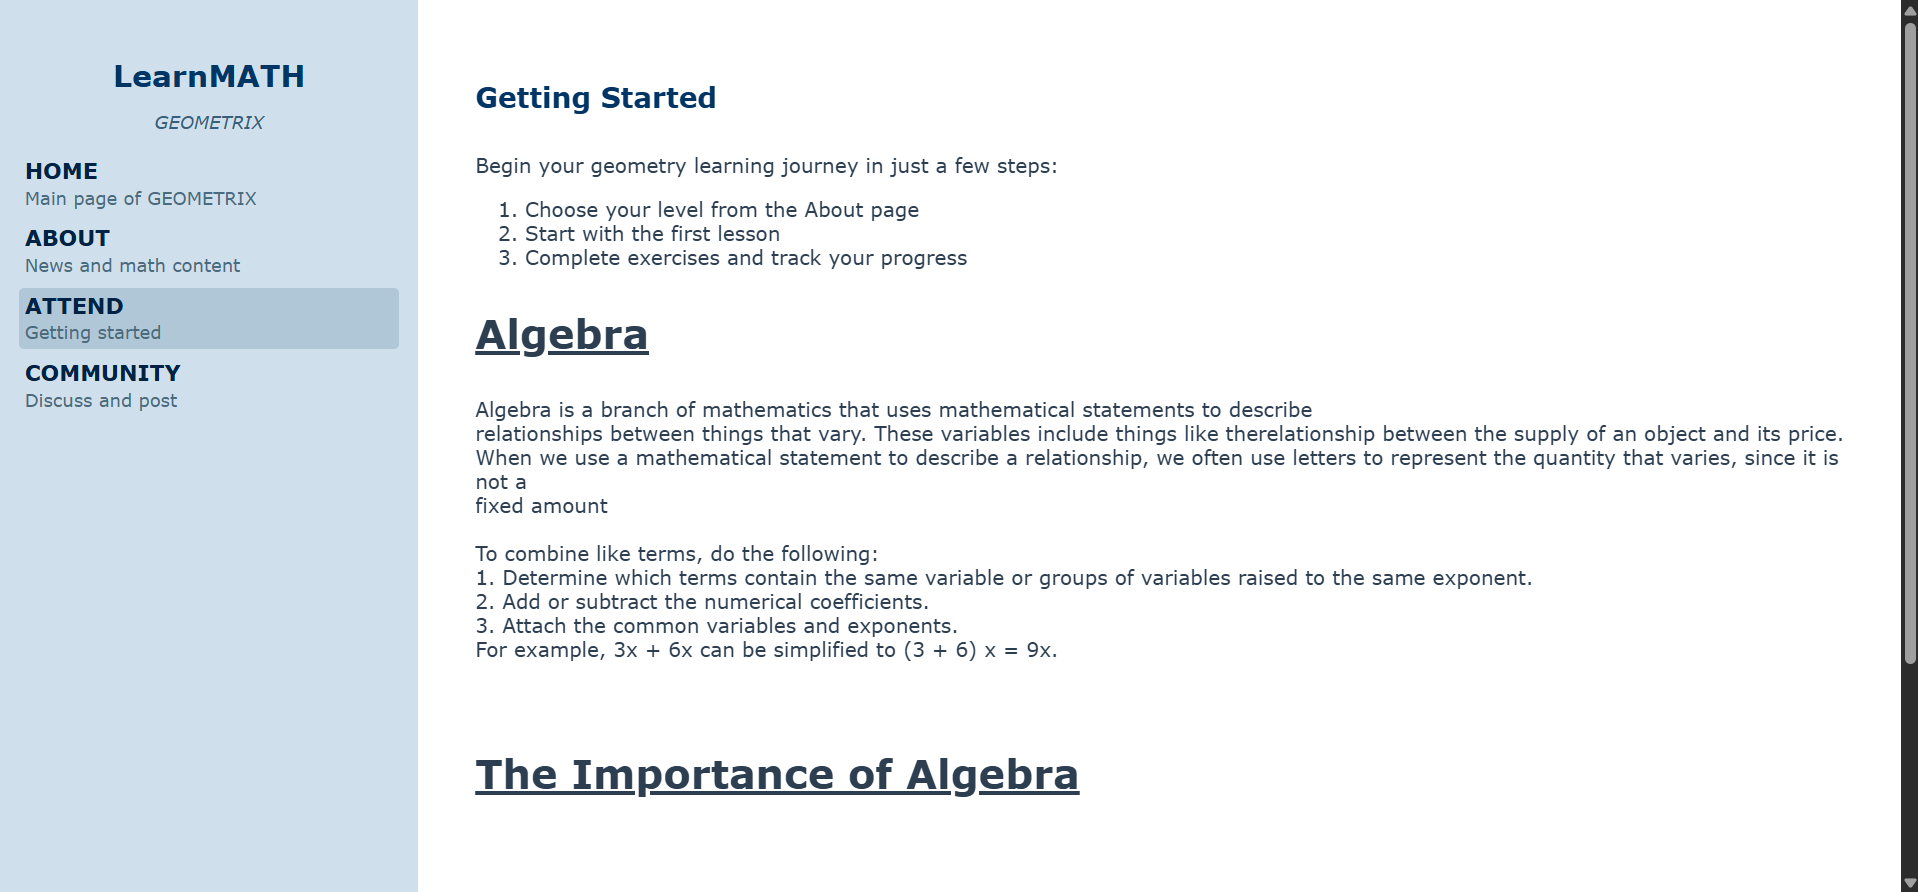 LearnMATH
GEOMETRIX
HOME
Main page of GEOMETRIX
ABOUT
News and math content
ATTEND
Getting started
COMMUNITY
Discuss and post
Getting Started
Begin your geometry learning journey in just a few steps:
1. Choose your level from the About page
2. Start with the first lesson
3. Complete exercises and track your progress
Algebra
Algebra is a branch of mathematics that uses mathematical statements to describe
relationships between things that vary. These variables include things like therelationship between the supply of an object and its price.
When we use a mathematical statement to describe a relationship, we often use letters to represent the quantity that varies, since it is
not a
fixed amount
To combine like terms, do the following:
1. Determine which terms contain the same variable or groups of variables raised to the same exponent.
2. Add or subtract the numerical coefficients.
3. Attach the common variables and exponents.
For example, 3x + 6x can be simplified to (3 + 6) x = 9x.
The Importance of Algebra